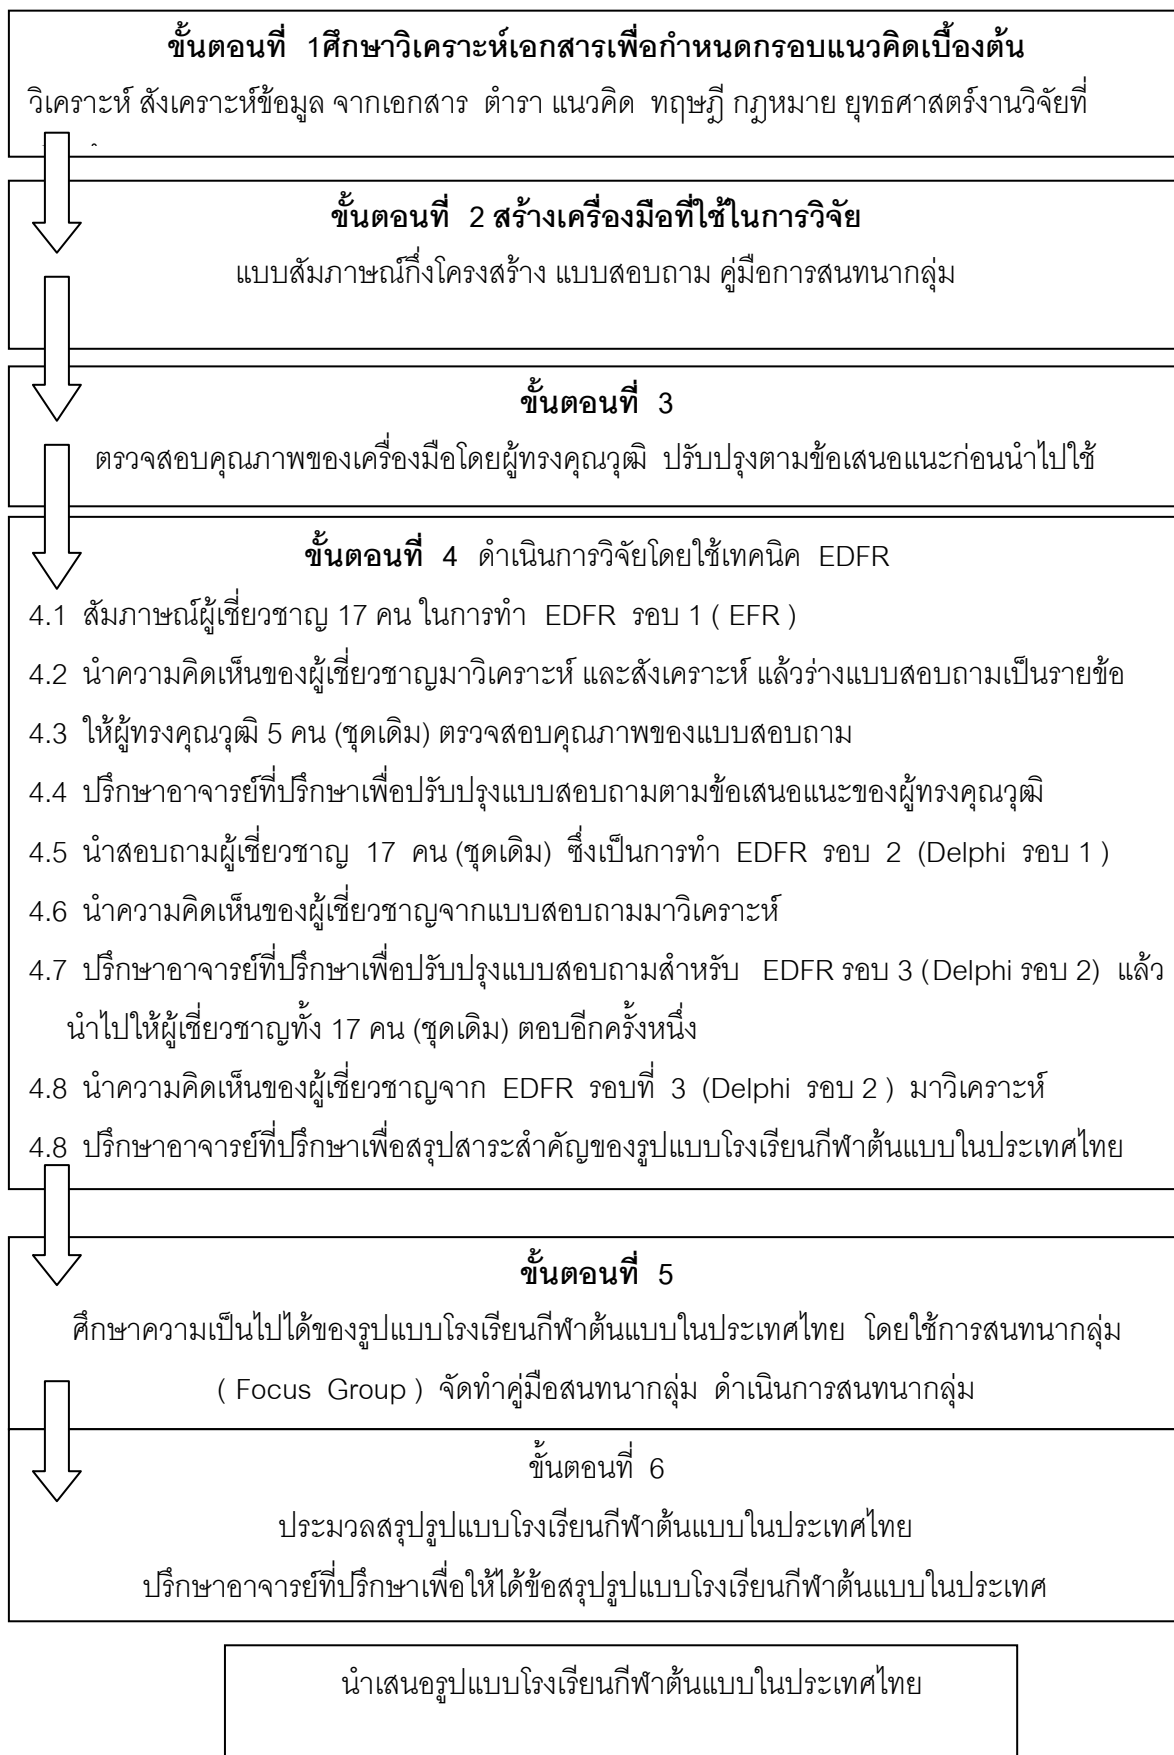 ขั้นตอนที่ 1ศึกษาวิเคราะห์เอกสารเพื่อกำหนดกรอบแนวคิดเบื้องต้น
วิเคราะห์ สังเคราะห์ข้อมูล จากเอกสาร ตำรา แนวคิด ทฤษฎี กฎหมาย ยุทธศาสตร์งานวิจัยที่
ขั้นตอนที่ 2 สร้างเครื่องมือที่ใช้ในการวิจัย
แบบสัมภาษณ์กึ่งโครงสร้าง แบบสอบถาม คู่มือการสนทนากลุ่ม
ขั้นตอนที่ 3
ตรวจสอบคุณภาพของเครื่องมือโดยผู้ทรงคุณวุฒิ ปรับปรุงตามข้อเสนอแนะก่อนนำไปใช้
ขั้นตอนที่ 4 ดำเนินการวิจัยโดยใช้เทคนิค EDFR
4.1 สัมภาษณ์ผู้เชี่ยวชาญ 17 คน ในการทำ EDFR รอบ 1 ( EFR )
4.2 นำความคิดเห็นของผู้เชี่ยวชาญมาวิเคราะห์ และสังเคราะห์ แล้วร่างแบบสอบถามเป็นรายข้อ
4.3 ให้ผู้ทรงคุณวุฒิ 5 คน (ชุดเดิม) ตรวจสอบคุณภาพของแบบสอบถาม
4.4 ปรึกษาอาจารย์ที่ปรึกษาเพื่อปรับปรุงแบบสอบถามตามข้อเสนอแนะของผู้ทรงคุณวุฒิ
4.5 นำสอบถามผู้เชี่ยวชาญ 17 คน (ชุดเดิม) ซึ่งเป็นการทำ EDFR รอบ 2 (Delphi รอบ 1 )
4.6 นำความคิดเห็นของผู้เชี่ยวชาญจากแบบสอบถามมาวิเคราะห์
4.7 ปรึกษาอาจารย์ที่ปรึกษาเพื่อปรับปรุงแบบสอบถามสำหรับ EDFR รอบ 3 (Delphi รอบ 2) แล้ว
นำไปให้ผู้เชี่ยวชาญทั้ง 17 คน (ชุดเดิม) ตอบอีกครั้งหนึ่ง
4.8 นำความคิดเห็นของผู้เชี่ยวชาญจาก EDFR รอบที่ 3 (Delphi รอบ 2 ) มาวิเคราะห์
4.8 ปรึกษาอาจารย์ที่ปรึกษาเพื่อสรุปสาระสำคัญของรูปแบบโรงเรียนกีฬาต้นแบบในประเทศไทย
ขั้นตอนที่ 5
ศึกษาความเป็นไปได้ของรูปแบบโรงเรียนกีฬาต้นแบบในประเทศไทย โดยใช้การสนทนากลุ่ม
( Focus Group ) จัดทำคู่มือสนทนากลุ่ม ดำเนินการสนทนากลุ่ม
ขั้นตอนที่ 6
ประมวลสรุปรูปแบบโรงเรียนกีฬาต้นแบบในประเทศไทย
ปรึกษาอาจารย์ที่ปรึกษาเพื่อให้ได้ข้อสรุปรูปแบบโรงเรียนกีฬาต้นแบบในประเทศ
นำเสนอรูปแบบโรงเรียนกีฬาต้นแบบในประเทศไทย